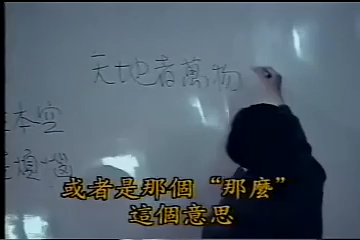 天地者萬物
本空
煩惱
或者是那個“那麼”
這個意思